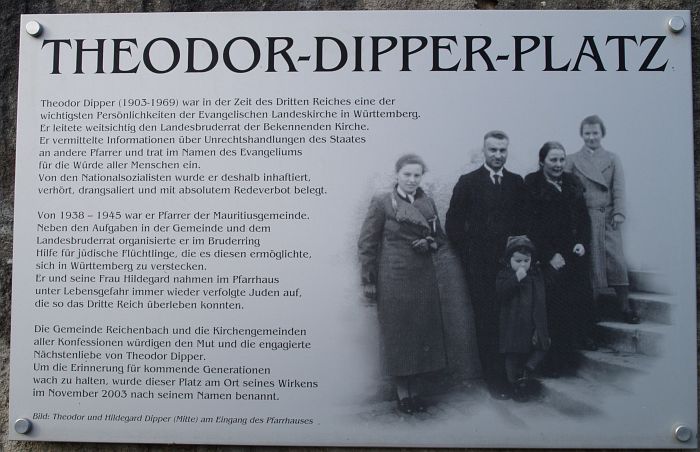 THEODOR-DIPPER-PLATZ
Theodor Dipper (1903-1969) war in der Zeit des Dritten Reiches eine der
wichtigsten Persönlichkeiten der Evangelischen Landeskirche in Württemberg.
Er leitete weitsichtig den Landesbruderrat der Bekennenden Kirche.
Er vermittelte Informationen über Unrechtshandlungen des Staates
an andere Pfarrer und trat im Namen des Evangeliums
für die Würde aller Menschen ein.
Von den Nationalsozialisten wurde er deshalb inhaftiert,
verhört, drangsaliert und mit absolutem Redeverbot belegt.
Von 1938 – 1945 war er Pfarrer der Mauritiusgemeinde.
Neben den Aufgaben in der Gemeinde und dem
Landesbruderrat organisierte er im Bruderring
Hilfe für jüdische Flüchtlinge, die es diesen ermöglichte,
sich in Württemberg zu verstecken.
Er und seine Frau Hildegard nahmen im Pfarrhaus
unter Lebensgefahr immer wieder verfolgte Juden auf,
die so das Dritte Reich überleben konnten.
Die Gemeinde Reichenbach und die Kirchengemeinden
aller Konfessionen würdigen den Mut und die engagierte
Nächstenliebe von Theodor Dipper.
Um die Erinnerung für kommende Generationen
wach zu halten, wurde dieser Platz am Ort seines Wirkens
im November 2003 nach seinem Namen benannt.
Bild: Theodor und Hildegard Dipper (Mitte) am Eingang des Pfarrhauses